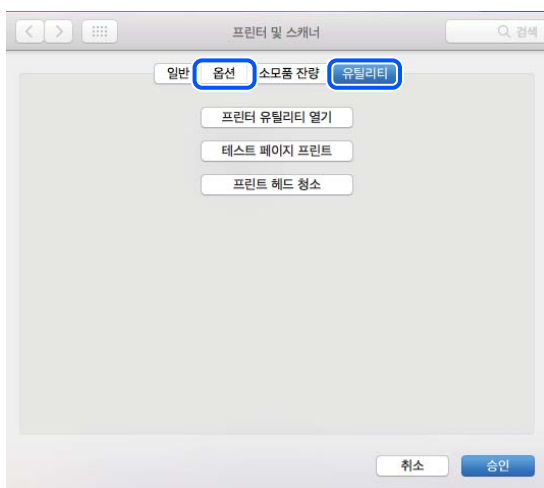 프린터 및 스캐너
검색
일반 옵션 소모품 잔량 유틸리티
프린터 유틸리티 열기
테스트 페이지 프린트
프린트 헤드 청소
취소 승인